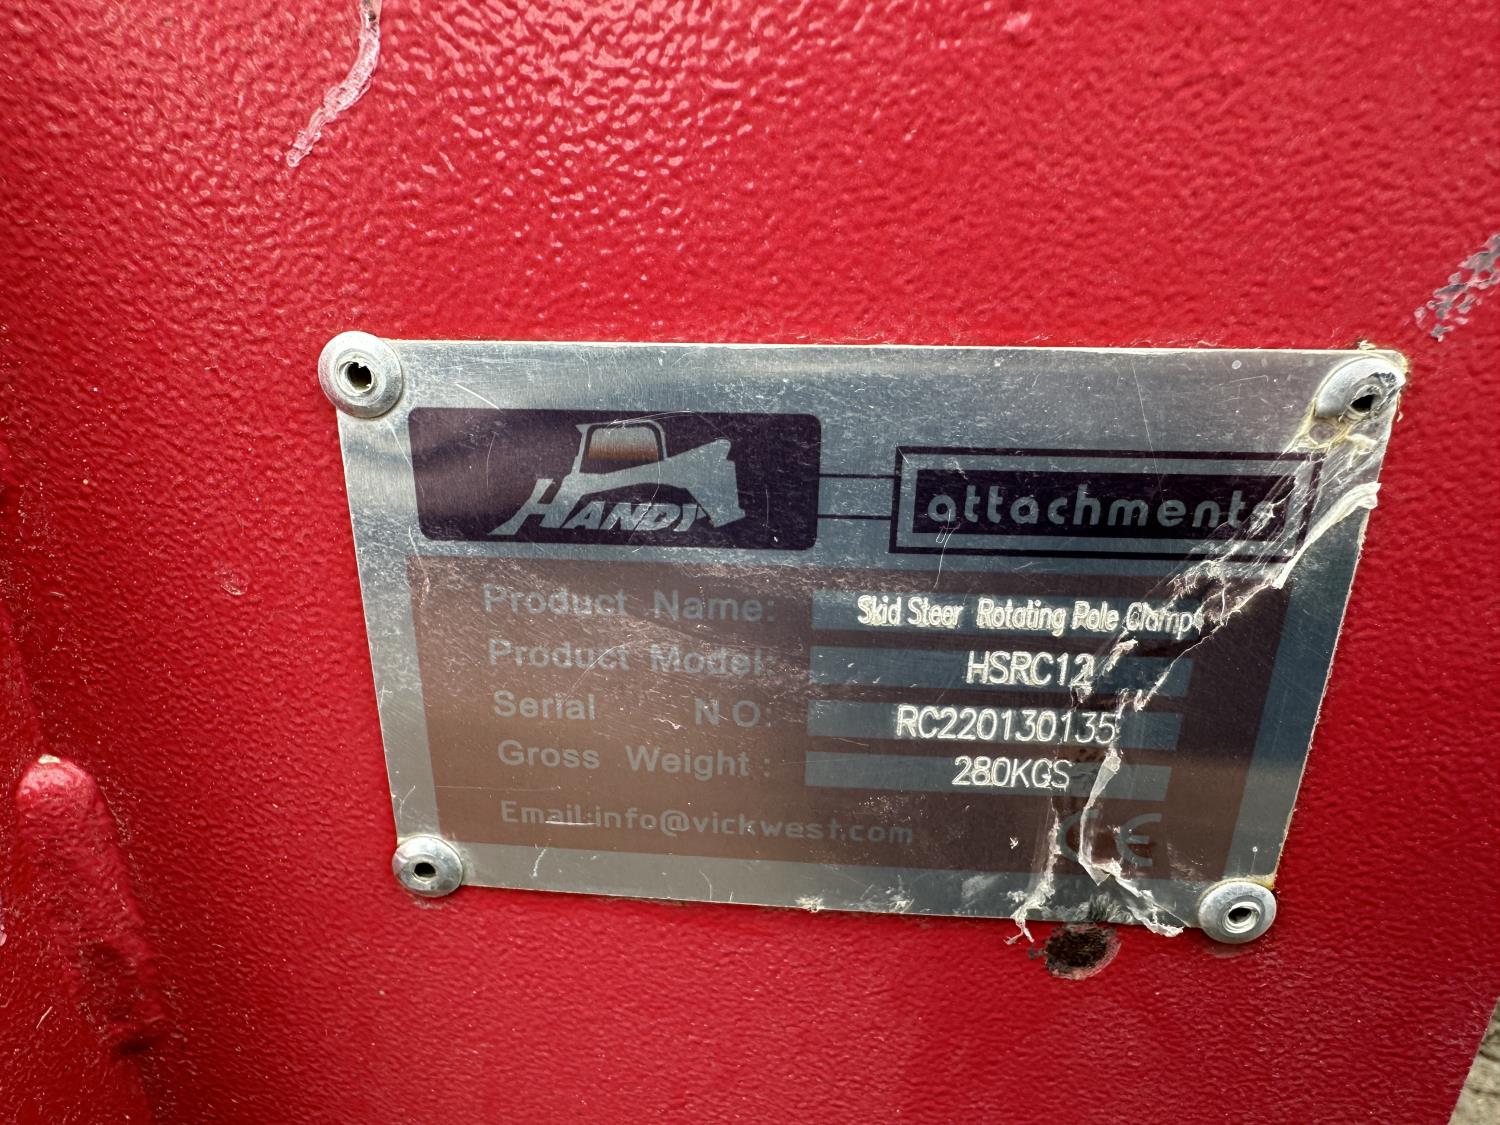 HANDY
attachments
Product Name: Skid Steer Rotating Pole Clamps
Product Model: HSRC12
Serial NO: RC220130135
Gross Weight: 280KGS
Email:info@vickwest.com
CE